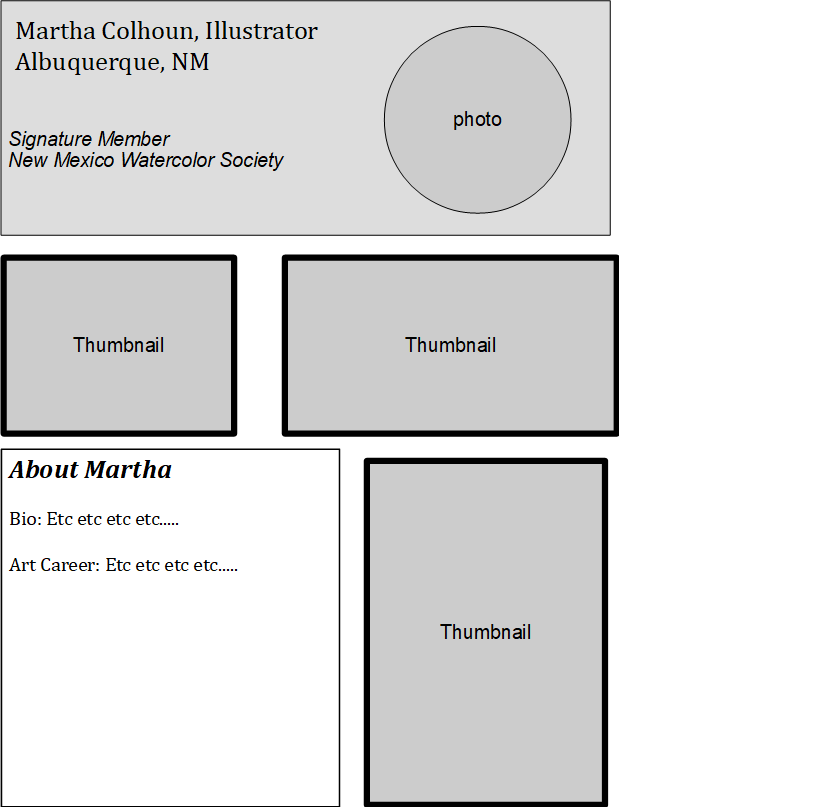 Martha Colhoun, Illustrator
Albuquerque, NM
photo
Signature Member
New Mexico Watercolor Society
Thumbnail
Thumbnail
About Martha
Bio: Etc etc etc etc.....
Art Career: Etc etc etc etc.....
Thumbnail